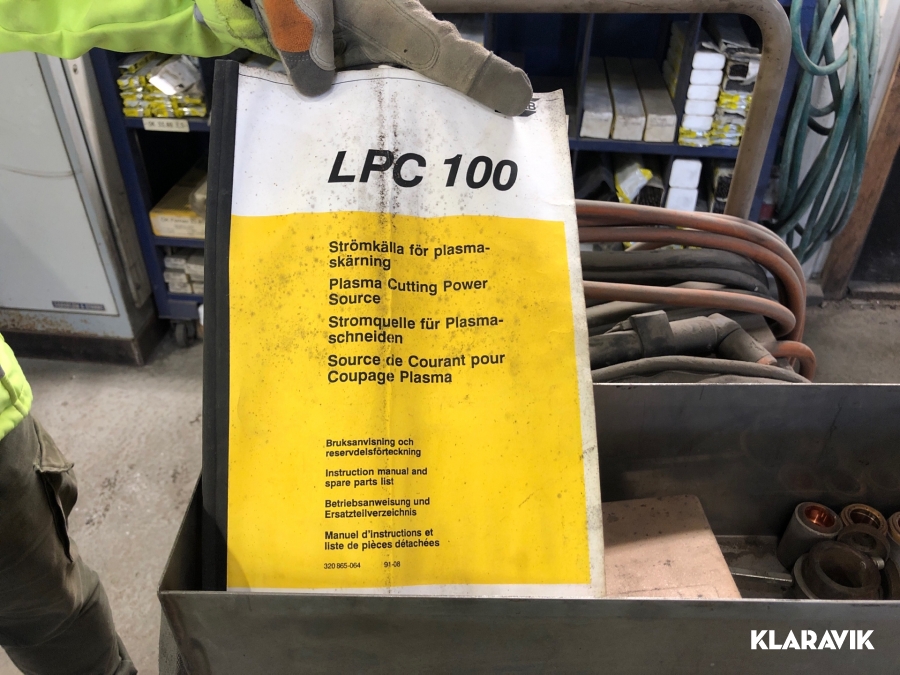 LPC 100
Strömkälla för plasma-
skärning
Plasma Cutting Power
Source
Stromquelle für Plasma-
schneiden
Source de Courant pour
Coupage Plasma
Bruksanvisning och
reservdelsförteckning
Instruction manual and
spare parts list
Betriebsanweisung und
Ersatzteilverzeichnis
Manuel d'instructions et
liste de pièces détachées
320 865-064 91-08
KLARAVIK